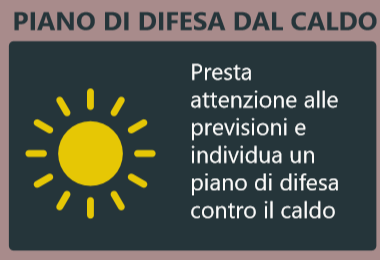 PIANO DI DIFESA DAL CALDO
Presta
attenzione alle
previsioni e
individua un
piano di difesa
contro il caldo